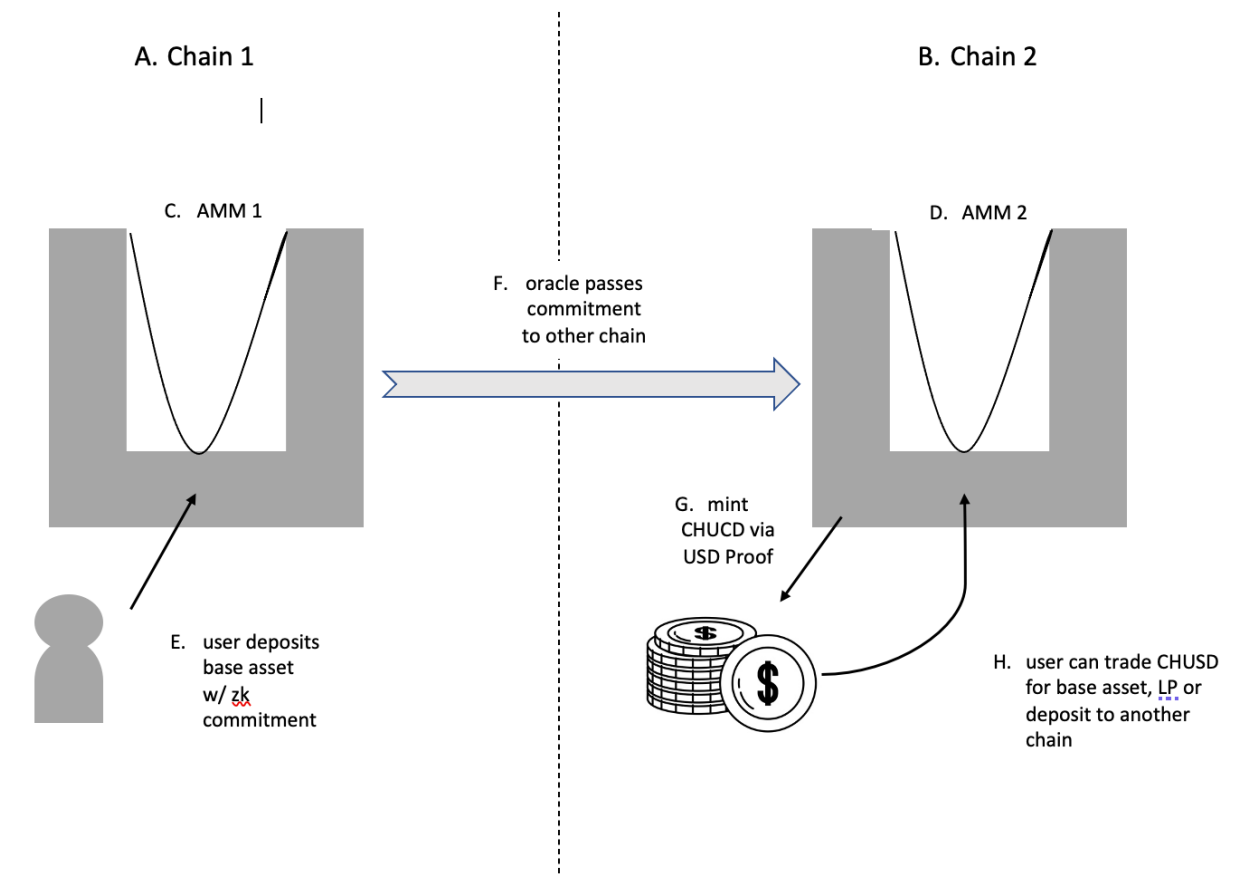 A. Chain 1
B. Chain 2
C. AMM 1
D. AMM 2
F. oracle passes
commitment
to other chain
G. mint
CHUCD via
USD Proof
$
$
E. user deposits
base asset
w/ zk
commitment
H. user can trade CHUSD
for base asset, LP or
deposit to another
chain